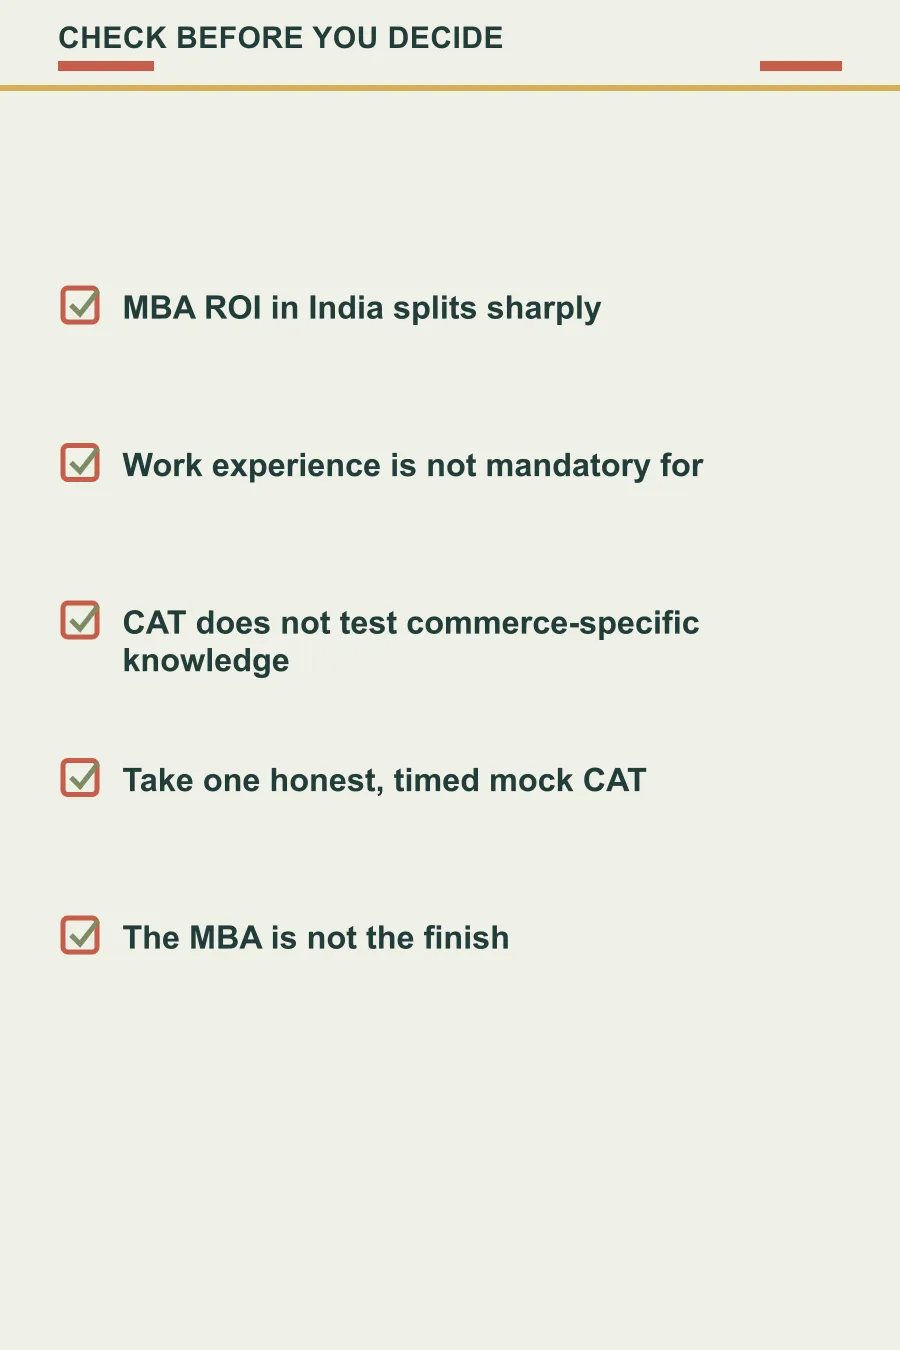 CHECK BEFORE YOU DECIDE
MBA ROI in India splits sharply
Work experience is not mandatory for
CAT does not test commerce-specific
knowledge
Take one honest, timed mock CAT
The MBA is not the finish